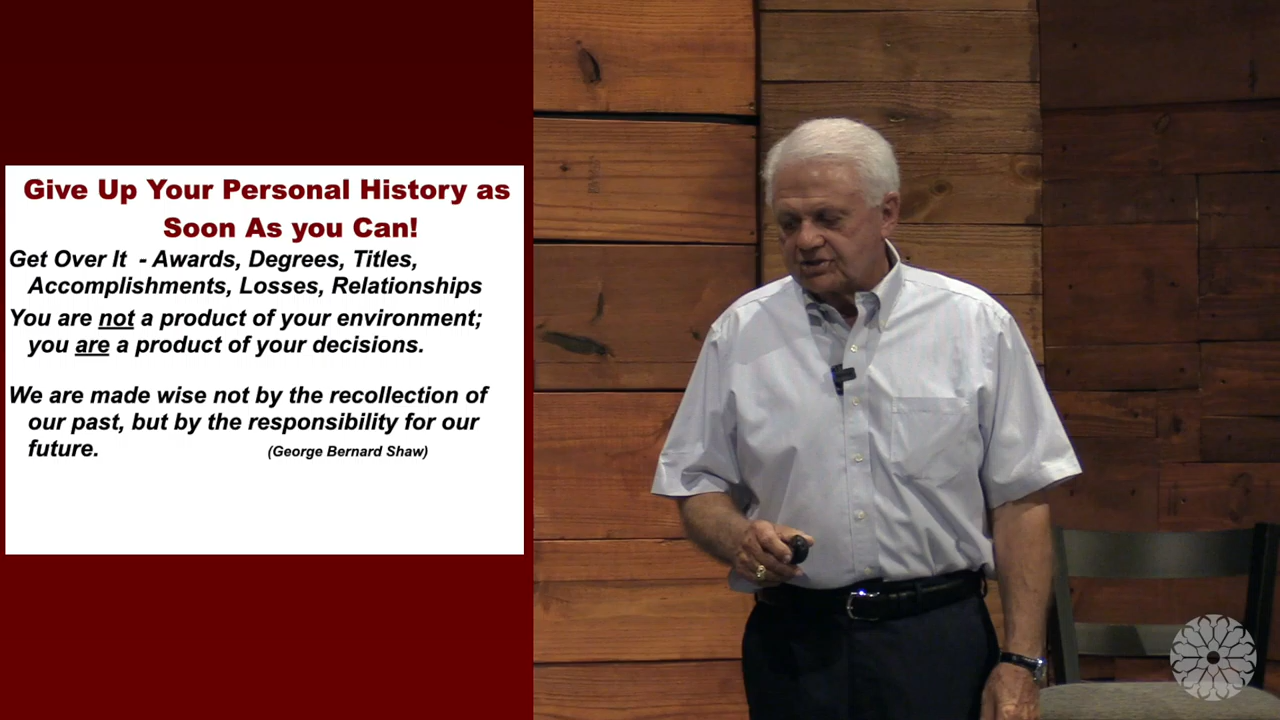 Give Up Your Personal History as
Soon As you Can!
Get Over It - Awards, Degrees, Titles,
Accomplishments, Losses, Relationships
You are not a product of your environment;
you are a product of your decisions.
We are made wise not by the recollection of
our past, but by the responsibility for our
future. (George Bernard Shaw)